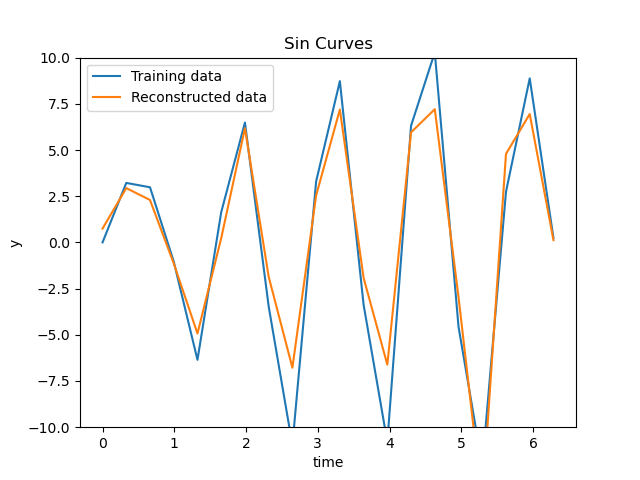 Sin Curves
Training data
Reconstructed data
10.0
7.5
5.0
2.5
0.0
−2.5
−5.0
−7.5
−10.0
y
0 1 2 3 4 5 6
time